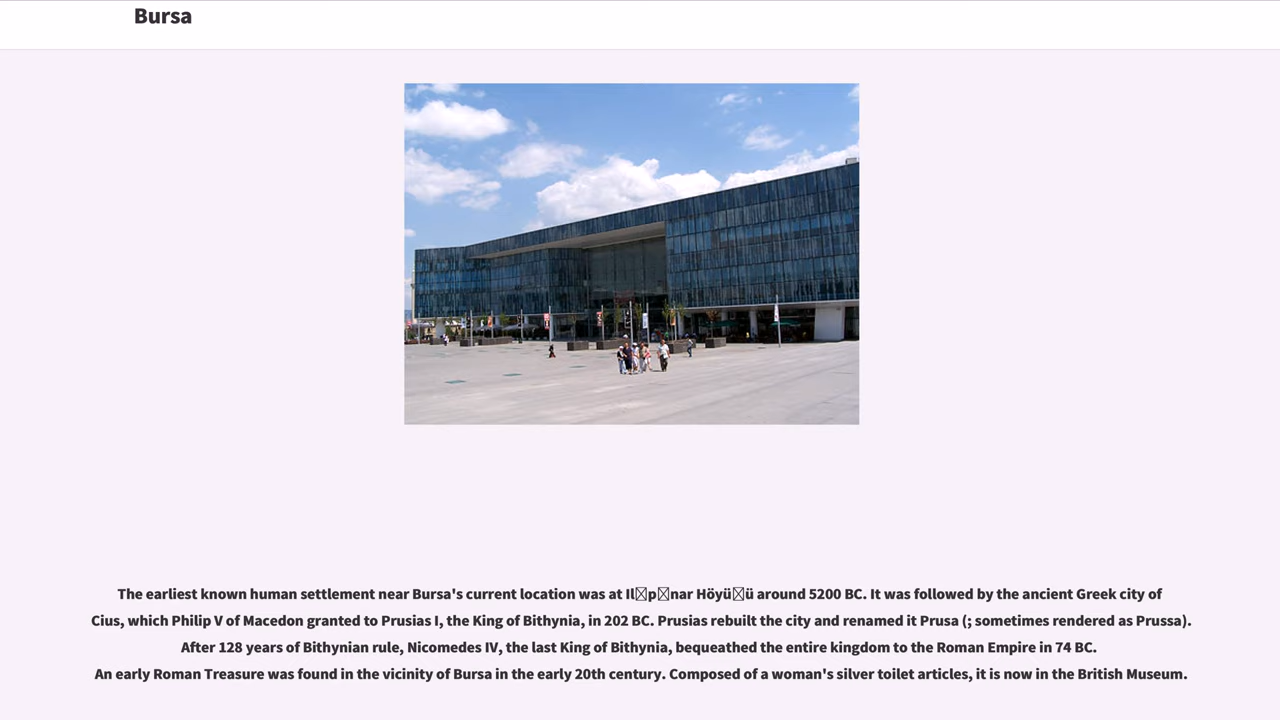 Bursa
The earliest known human settlement near Bursa's current location was at Il☒p☒nar Höyü☒ü around 5200 BC. It was followed by the ancient Greek city of
Cius, which Philip V of Macedon granted to Prusias I, the King of Bithynia, in 202 BC. Prusias rebuilt the city and renamed it Prusa (; sometimes rendered as Prussa).
After 128 years of Bithynian rule, Nicomedes IV, the last King of Bithynia, bequeathed the entire kingdom to the Roman Empire in 74 BC.
An early Roman Treasure was found in the vicinity of Bursa in the early 20th century. Composed of a woman's silver toilet articles, it is now in the British Museum.